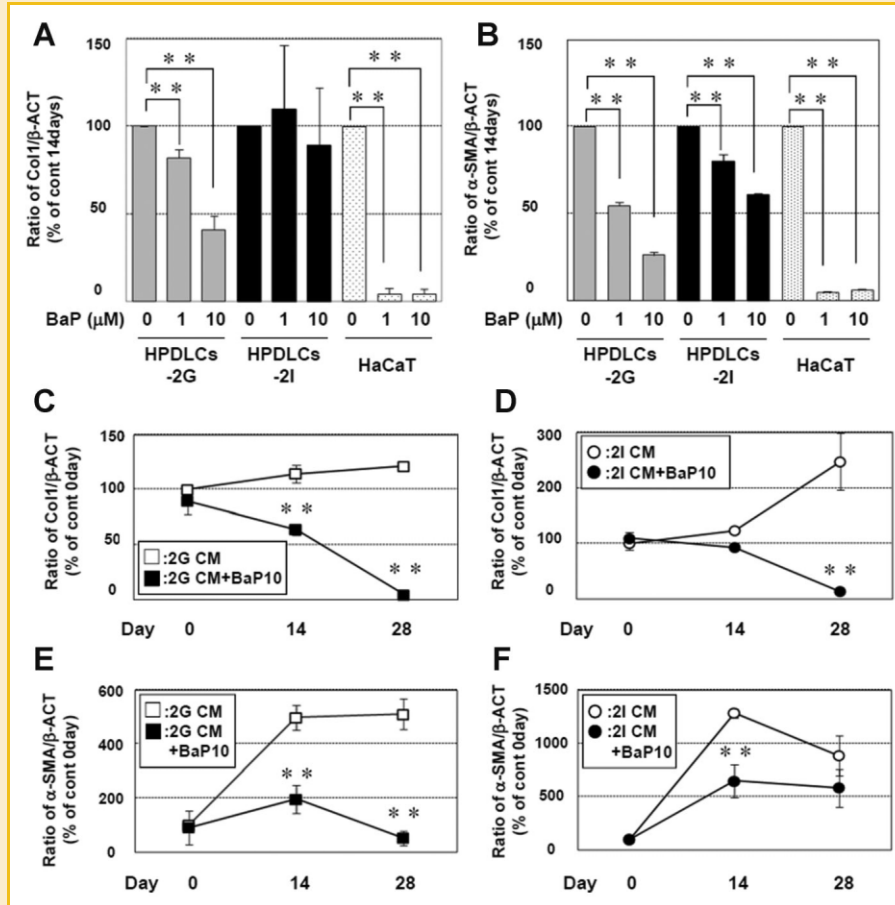 A
Ratio of Col1/β-ACT
(% of cont 14days)
150
100
50
0
* *
* *
* *
* *
BaP (μM) 0 1 10 0 1 10 0 1 10
HPDLCs
-2G
HPDLCs
-2I
HaCaT
B
Ratio of α-SMA/β-ACT
(% of cont 14days)
150
100
50
0
* *
* *
* *
* *
* *
* *
BaP (μM) 0 1 10 0 1 10 0 1 10
HPDLCs
-2G
HPDLCs
-2I
HaCaT
C
Ratio of Col1/β-ACT
(% of cont 0day)
150
100
50
0
* *
* *
:2G CM
:2G CM+BaP10
Day 0 14 28
D
Ratio of Col1/β-ACT
(% of cont 0day)
300
200
100
0
:2I CM
:2I CM+BaP10
* *
Day 0 14 28
E
Ratio of α-SMA/β-ACT
(% of cont 0day)
600
400
200
0
:2G CM
:2G CM
+BaP10
* *
* *
Day 0 14 28
F
Ratio of α-SMA/β-ACT
(% of cont 0day)
1500
1000
500
0
:2I CM
:2I CM
+BaP10
* *
Day 0 14 28